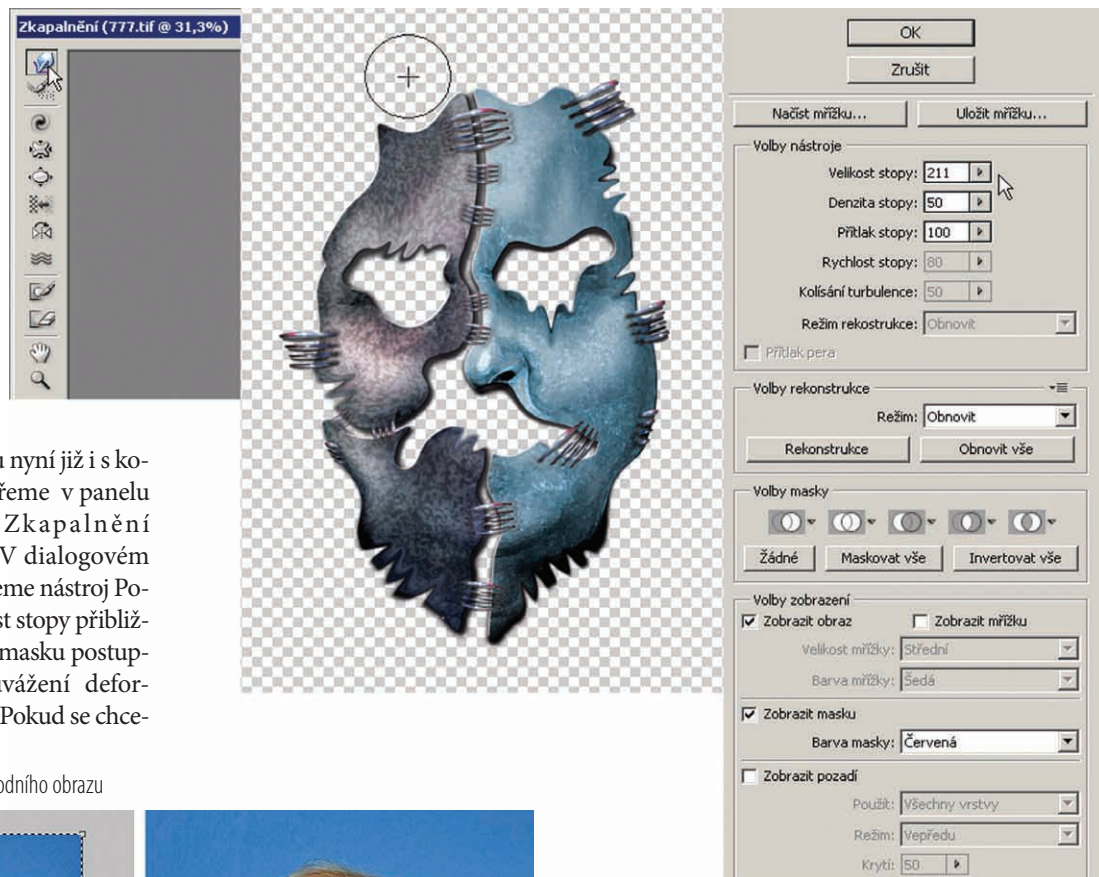 Zkapalnění (777.tif @ 31,3%)
OK
Zrušit
Načíst mřížku...
Uložit mřížku...
Volby nástroje
Velikost stopy: 211
Denzita stopy: 50
Přítlak stopy: 100
Rychlost stopy: 80
Kolísání turbulence: 50
Režim rekostrukce: Obnovit
Přítlak pera
Volby rekonstrukce
Režim: Obnovit
Rekonstrukce
Obnovit vše
Volby masky
Žádné
Maskovat vše
Invertovat vše
Volby zobrazení
Zobrazit obraz
Zobrazit mřížku
Velikost mřížky: Střední
Barva mřížky: Šedá
Zobrazit masku
Barva masky: Červená
Zobrazit pozadí
Použít: Všechny vrstvy
Režim: Vepředu
Krytí: 50
u nyní již i s ko-
řeme v panelu
Zkapalnění
V dialogovém
eme nástroj Po-
st stopy přibliž-
masku postup-
uvážení defor-
Pokud se chce-
odního obrazu